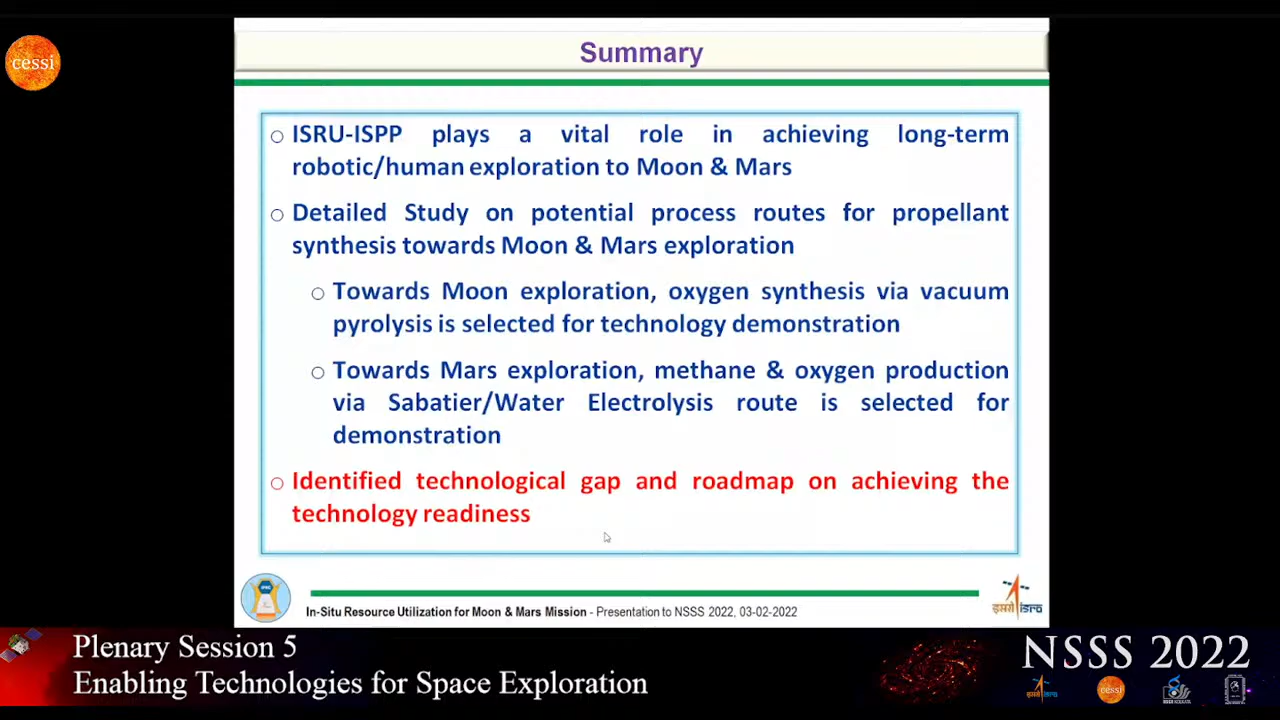 cessi
Summary
○ ISRU-ISPP plays a vital role in achieving long-term
robotic/human exploration to Moon & Mars
○ Detailed Study on potential process routes for propellant
synthesis towards Moon & Mars exploration
○ Towards Moon exploration, oxygen synthesis via vacuum
pyrolysis is selected for technology demonstration
○ Towards Mars exploration, methane & oxygen production
via Sabatier/Water Electrolysis route is selected for
demonstration
○ Identified technological gap and roadmap on achieving the
technology readiness
In-Situ Resource Utilization for Moon & Mars Mission - Presentation to NSSS 2022, 03-02-2022
इसरो isro
Plenary Session 5
Enabling Technologies for Space Exploration
NSSS 2022
cessi